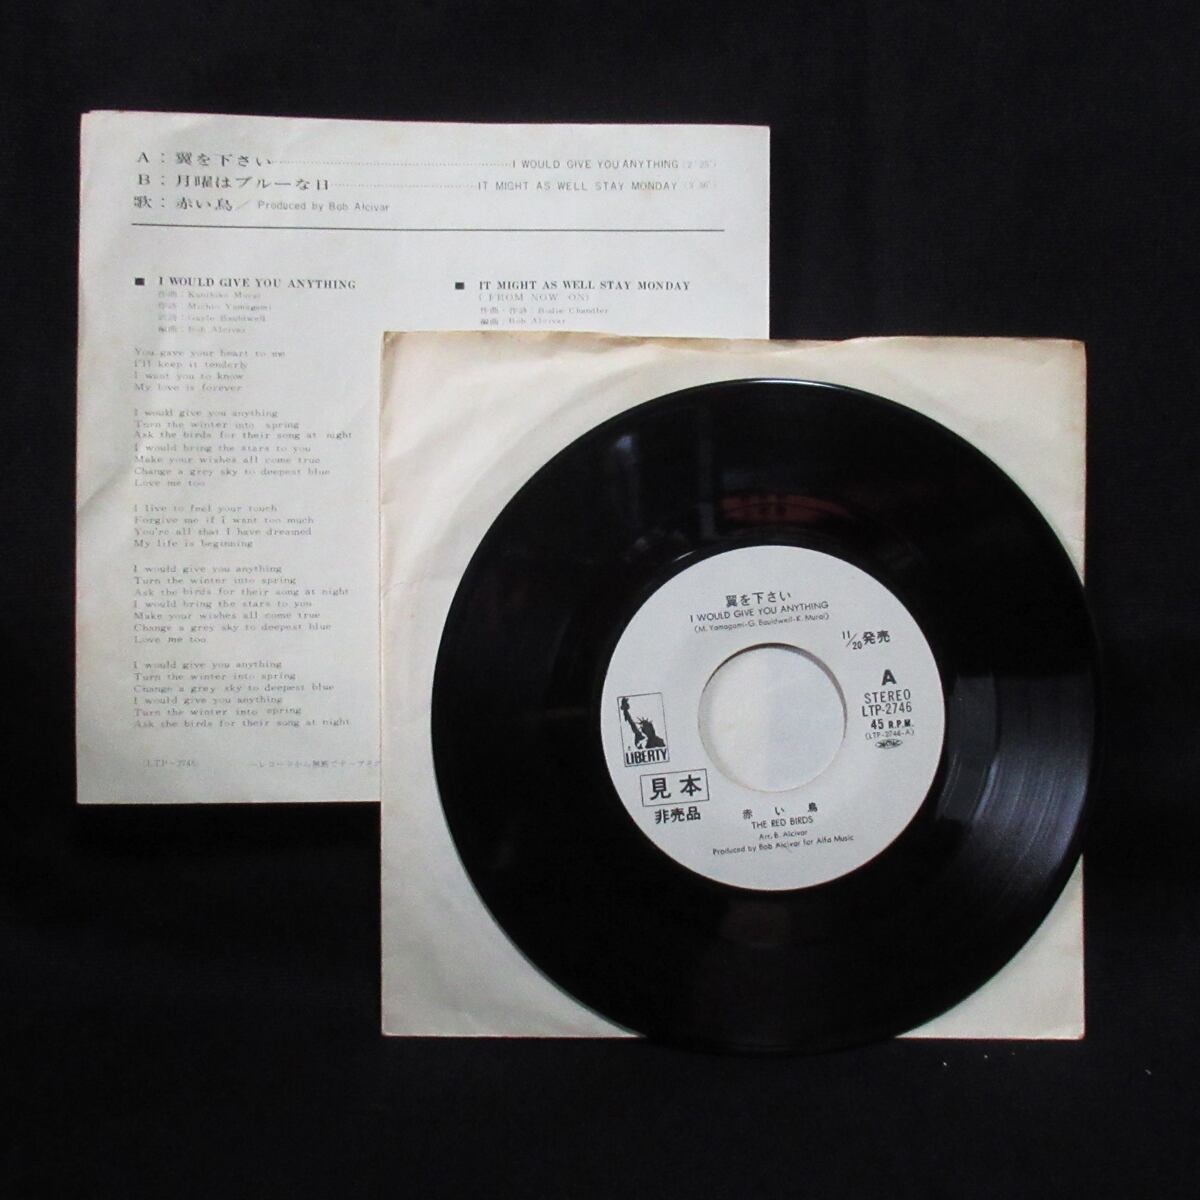 A：翼を下さい……I WOULD GIVE YOU ANYTHING (2'25")
B：月曜はブルーな日……IT MIGHT AS WELL STAY MONDAY
歌：赤い鳥／Produced by Bob Alcivar
■ I WOULD GIVE YOU ANYTHING
作曲：Kunihiko Murai
作詩：Michio Yamagami
訳詩：Gayle Bauldwell
編曲：Bob Alcivar
You gave your heart to me
I'll keep it tenderly
I want you to know
My love is forever
I would give you anything
Turn the winter into spring
Ask the birds for their song at night
I would bring the stars to you
Make your wishes all come true
Change a grey sky to deepest blue
Love me too
I live to feel your touch
Forgive me if I want too much
You're all that I have dreamed
My life is beginning
I would give you anything
Turn the winter into spring
Ask the birds for their song at night
I would bring the stars to you
Make your wishes all come true
Change a grey sky to deepest blue
Love me too
I would give you anything
Turn the winter into spring
Change a grey sky to deepest blue
I would give you anything
Turn the winter into spring
Ask the birds for their song at night
(LTP-2746)
■ IT MIGHT AS WELL STAY MONDAY
(FROM NOW ON)
作曲・作詩：Bodie Chandler
編曲：Bob Alcivar
翼を下さい
I WOULD GIVE YOU ANYTHING
(M. Yamagami-G. Bauldwell-K. Murai)
11/20発売
A
STEREO
LTP-2746
45 R.P.M.
(LTP-2746-A)
LIBERTY
見本
非売品
赤い鳥
THE RED BIRDS
Arr. B. Alcivar
Produced by Bob Alcivar for Alfa Music